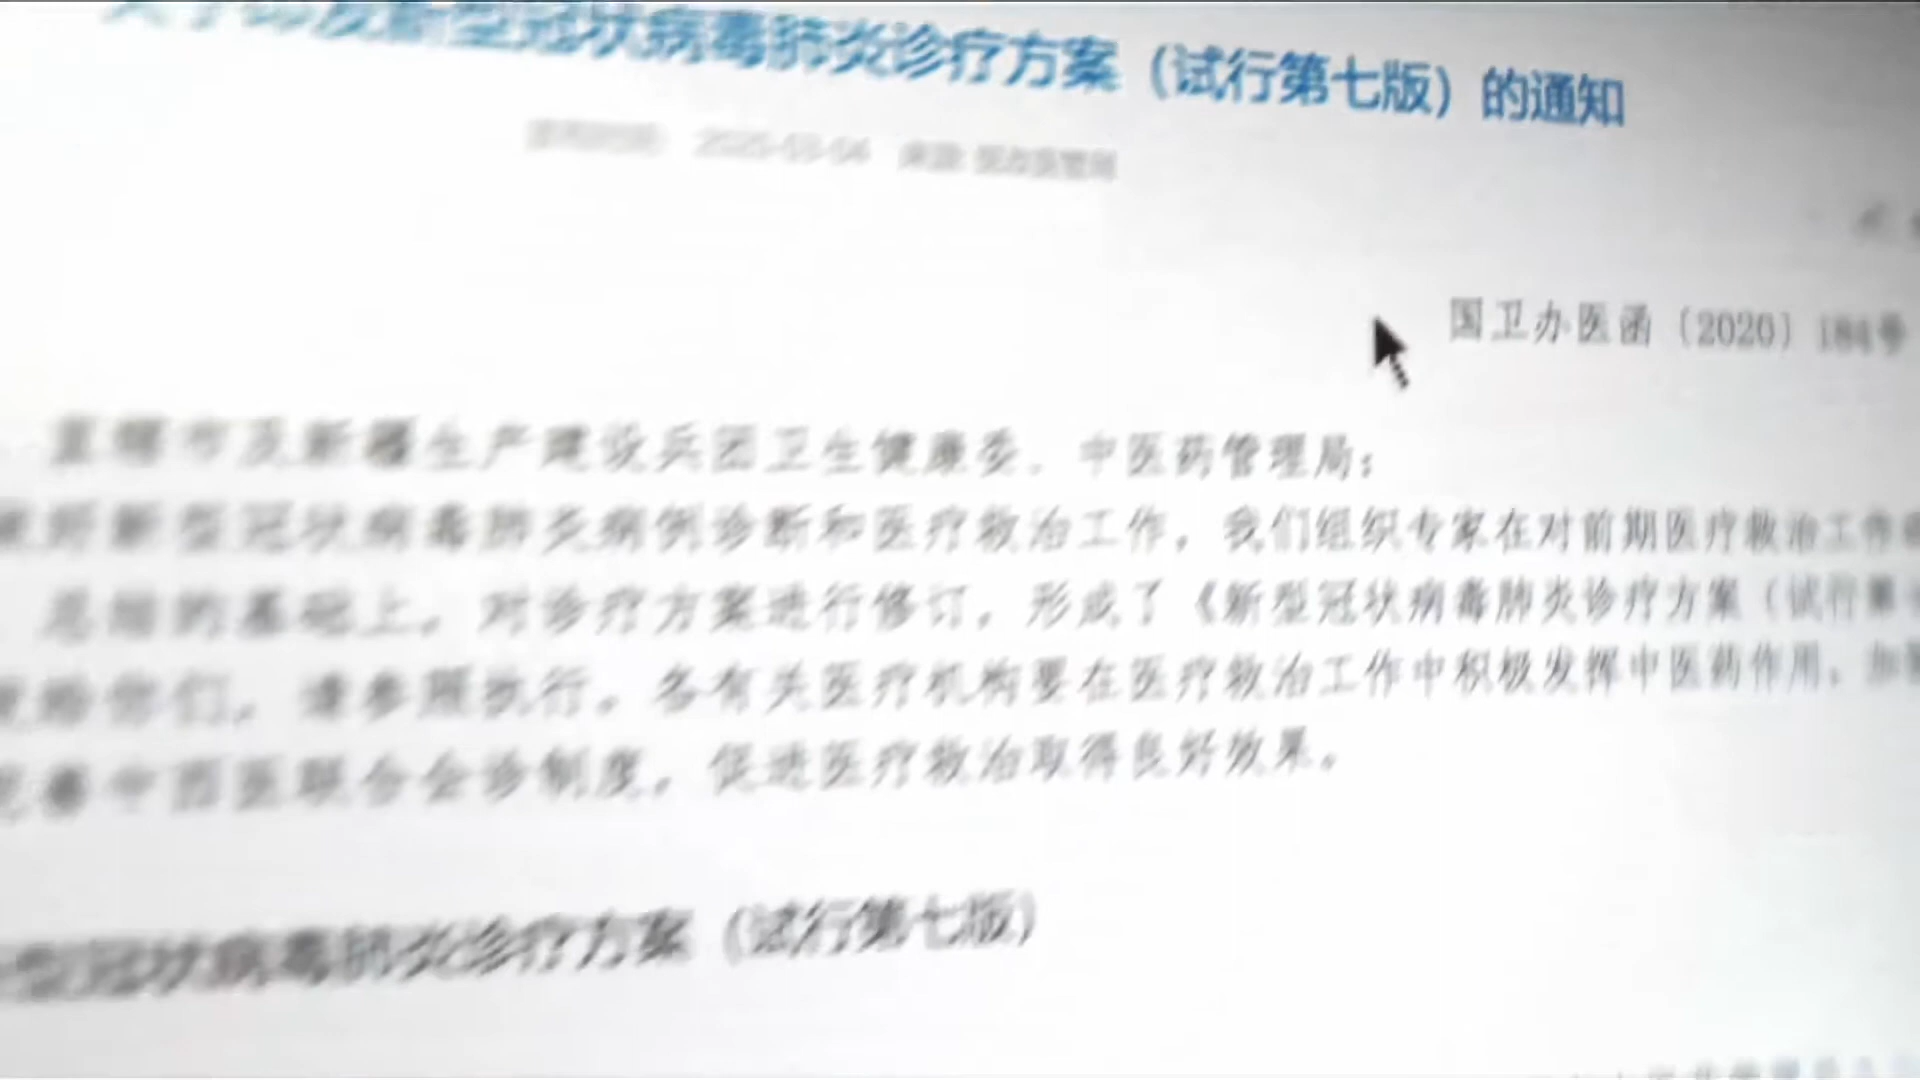 关于印发新型冠状病毒肺炎诊疗方案（试行第七版）的通知
2020-03-04
国卫办医函〔2020〕184号
直辖市及新疆生产建设兵团卫生健康委、中医药管理局：
新型冠状病毒肺炎病例诊断和医疗救治工作，我们组织专家在对前期医疗救治工作
总结的基础上，对诊疗方案进行修订，形成了《新型冠状病毒肺炎诊疗方案（试行第
给你们，请参照执行。各有关医疗机构要在医疗救治工作中积极发挥中医药作用，加
完善中西医联合会诊制度，促进医疗救治取得良好效果。
型冠状病毒肺炎诊疗方案（试行第七版）